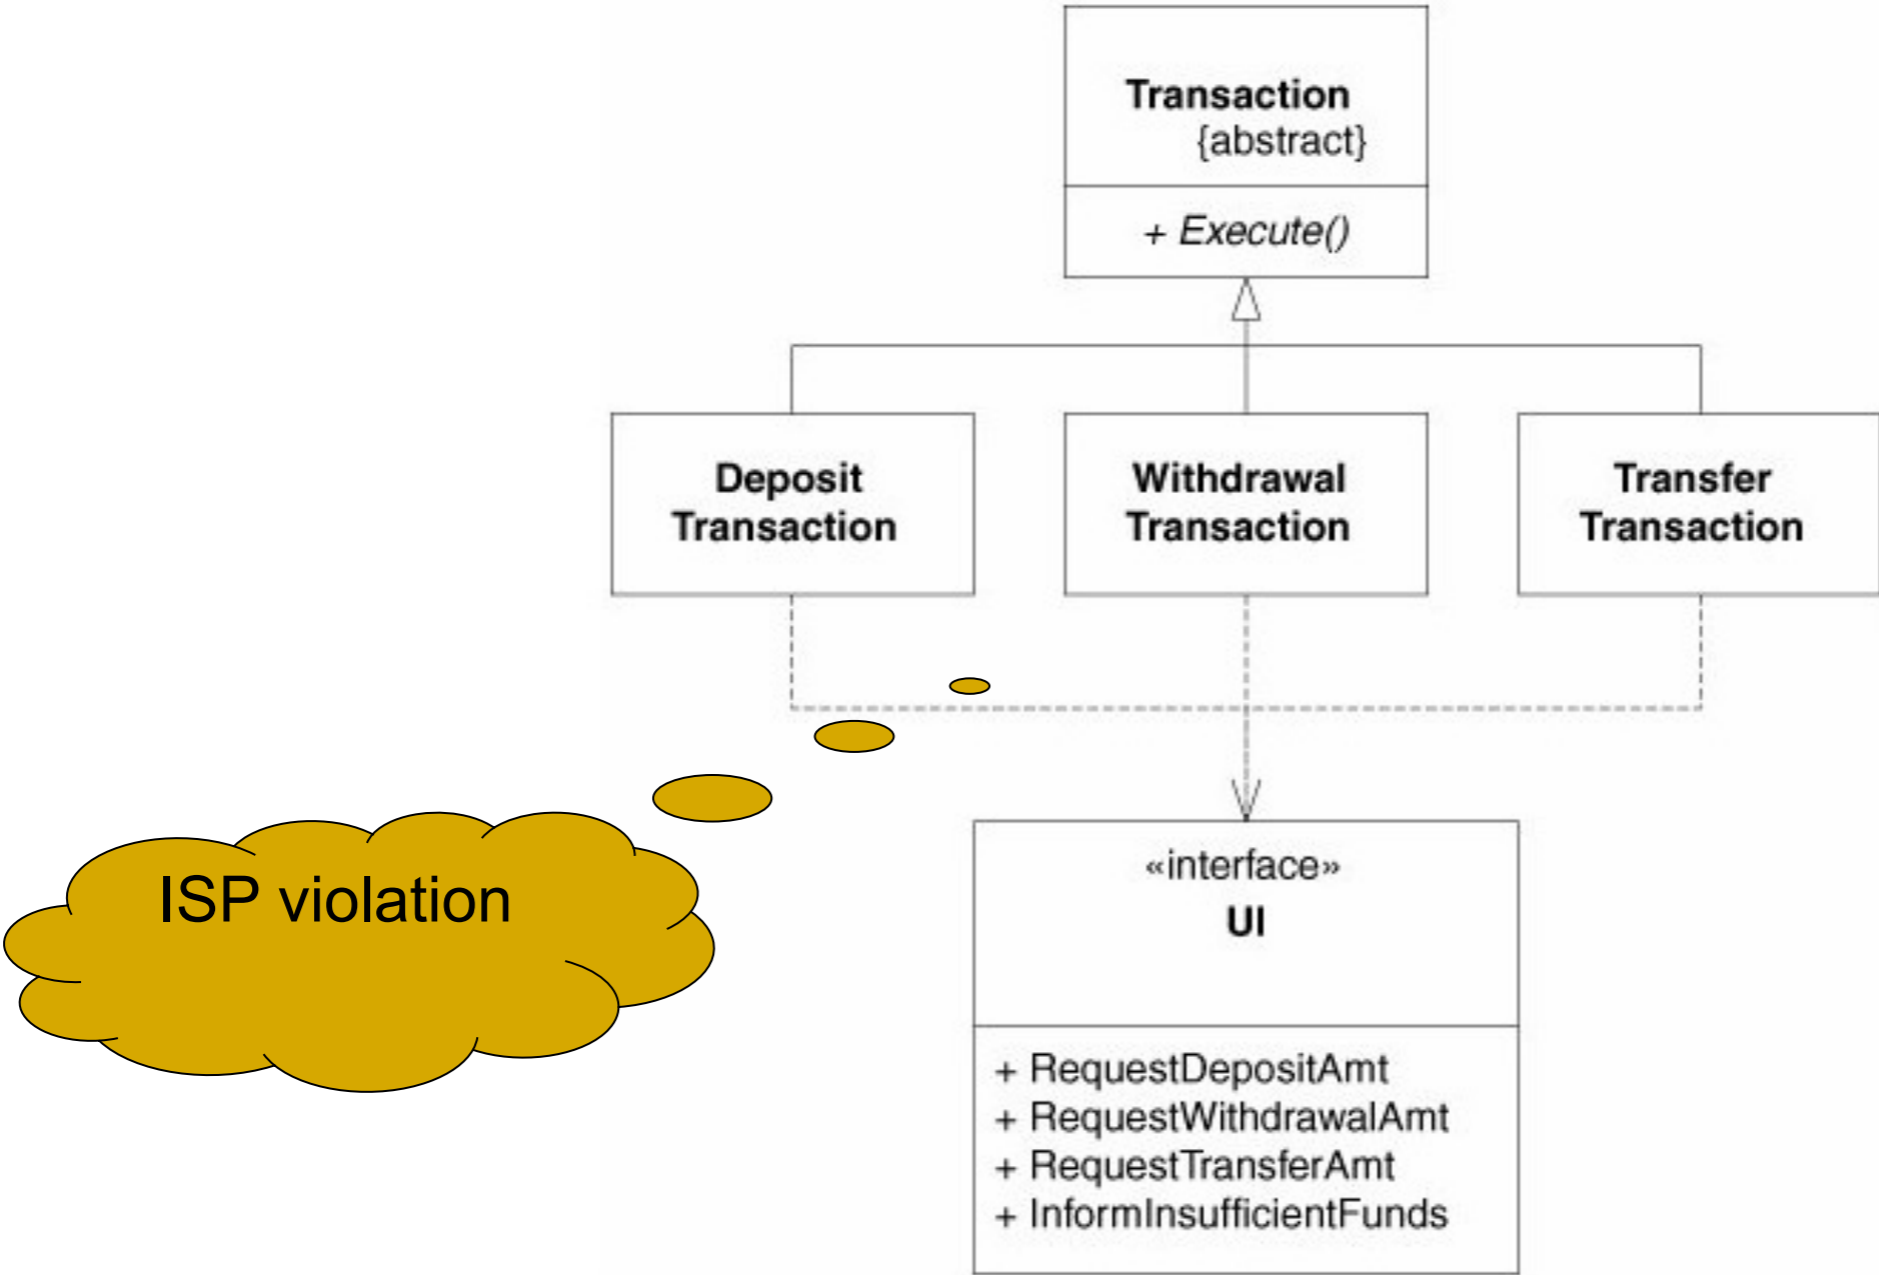 Transaction
{abstract}
+ Execute()
Deposit
Transaction
Withdrawal
Transaction
Transfer
Transaction
ISP violation
«interface»
UI
+ RequestDepositAmt
+ RequestWithdrawalAmt
+ RequestTransferAmt
+ InformInsufficientFunds